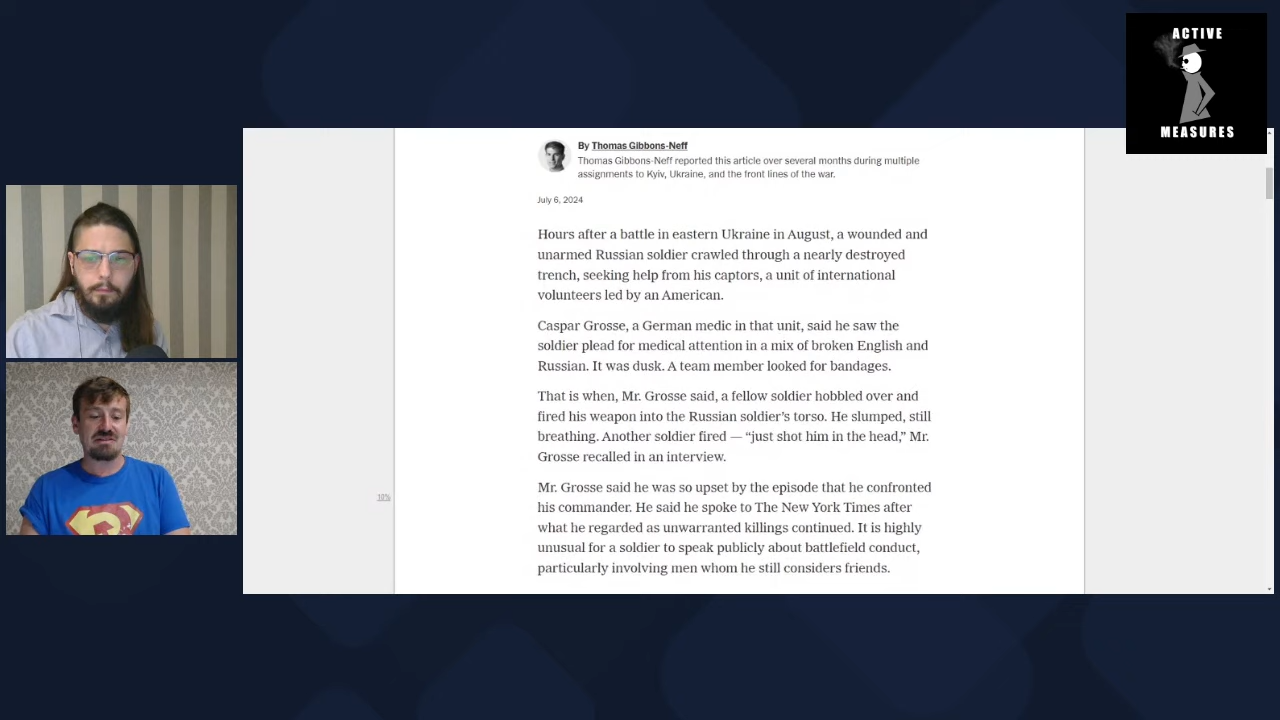 ACTIVE
MEASURES
By Thomas Gibbons-Neff
Thomas Gibbons-Neff reported this article over several months during multiple
assignments to Kyiv, Ukraine, and the front lines of the war.
July 6, 2024
Hours after a battle in eastern Ukraine in August, a wounded and
unarmed Russian soldier crawled through a nearly destroyed
trench, seeking help from his captors, a unit of international
volunteers led by an American.
Caspar Grosse, a German medic in that unit, said he saw the
soldier plead for medical attention in a mix of broken English and
Russian. It was dusk. A team member looked for bandages.
That is when, Mr. Grosse said, a fellow soldier hobbled over and
fired his weapon into the Russian soldier’s torso. He slumped, still
breathing. Another soldier fired — “just shot him in the head,” Mr.
Grosse recalled in an interview.
Mr. Grosse said he was so upset by the episode that he confronted
his commander. He said he spoke to The New York Times after
what he regarded as unwarranted killings continued. It is highly
unusual for a soldier to speak publicly about battlefield conduct,
particularly involving men whom he still considers friends.